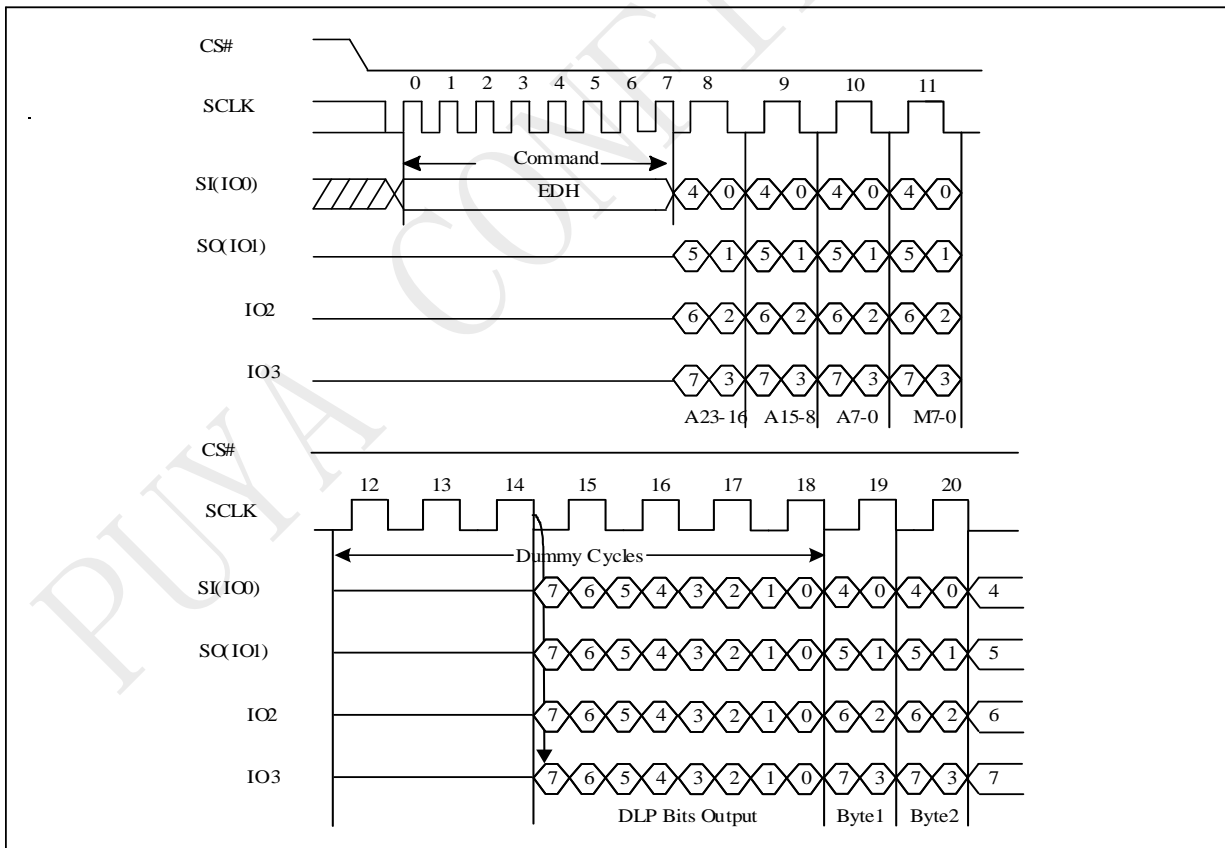 CS#
0 1 2 3 4 5 6 7 8 9 10 11
SCLK
Command
SI(IO0) EDH 4 0 4 0 4 0 4 0
SO(IO1) 5 1 5 1 5 1 5 1
IO2 6 2 6 2 6 2 6 2
IO3 7 3 7 3 7 3 7 3
A23-16 A15-8 A7-0 M7-0
CS#
12 13 14 15 16 17 18 19 20
SCLK
Dummy Cycles
SI(IO0) 7 6 5 4 3 2 1 0 4 0 4 0 4
SO(IO1) 7 6 5 4 3 2 1 0 5 1 5 1 5
IO2 7 6 5 4 3 2 1 0 6 2 6 2 6
IO3 7 6 5 4 3 2 1 0 7 3 7 3 7
DLP Bits Output Byte1 Byte2
PUYA